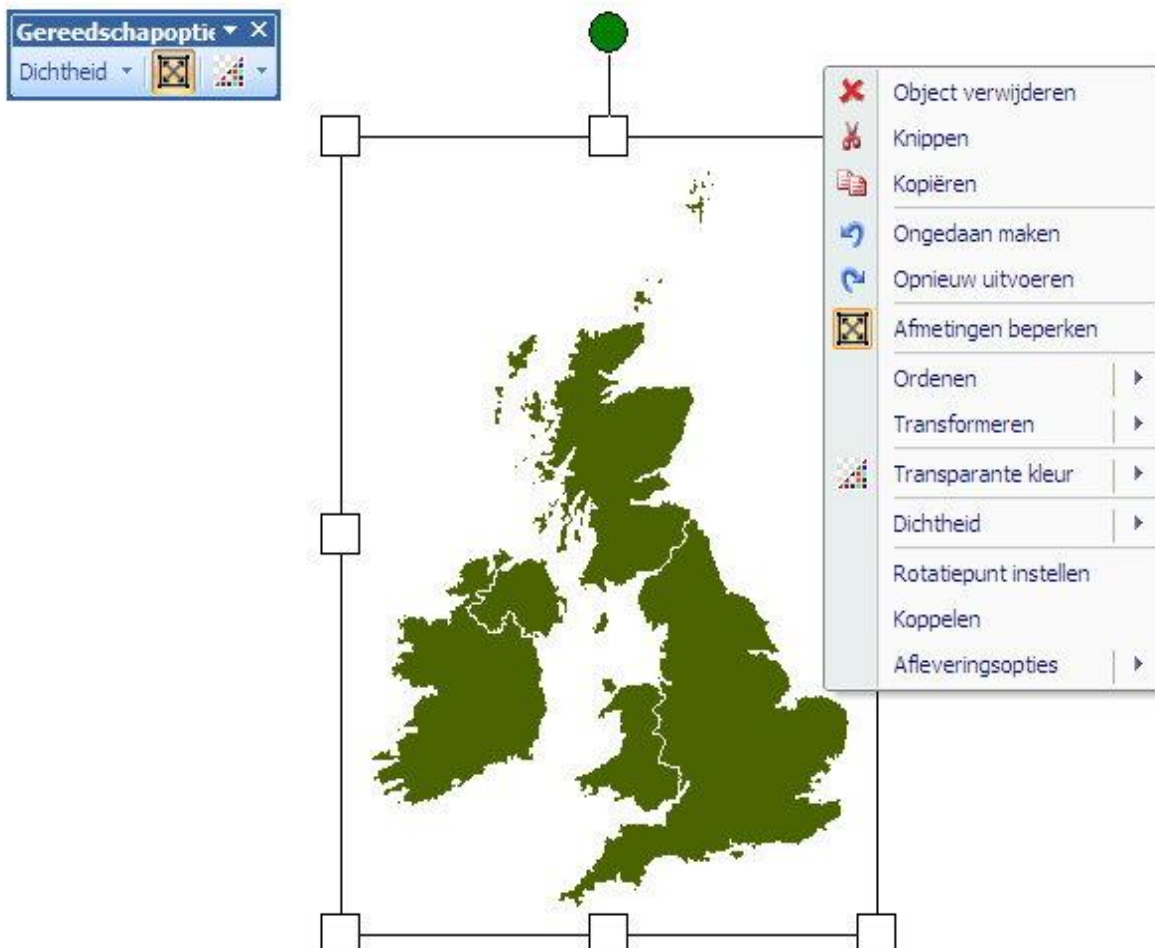 Gereedschapoptie
Dichtheid
Object verwijderen
Knippen
Kopiëren
Ongedaan maken
Opnieuw uitvoeren
Afmetingen beperken
Ordenen
Transformeren
Transparante kleur
Dichtheid
Rotatiepunt instellen
Koppelen
Afleveringsopties